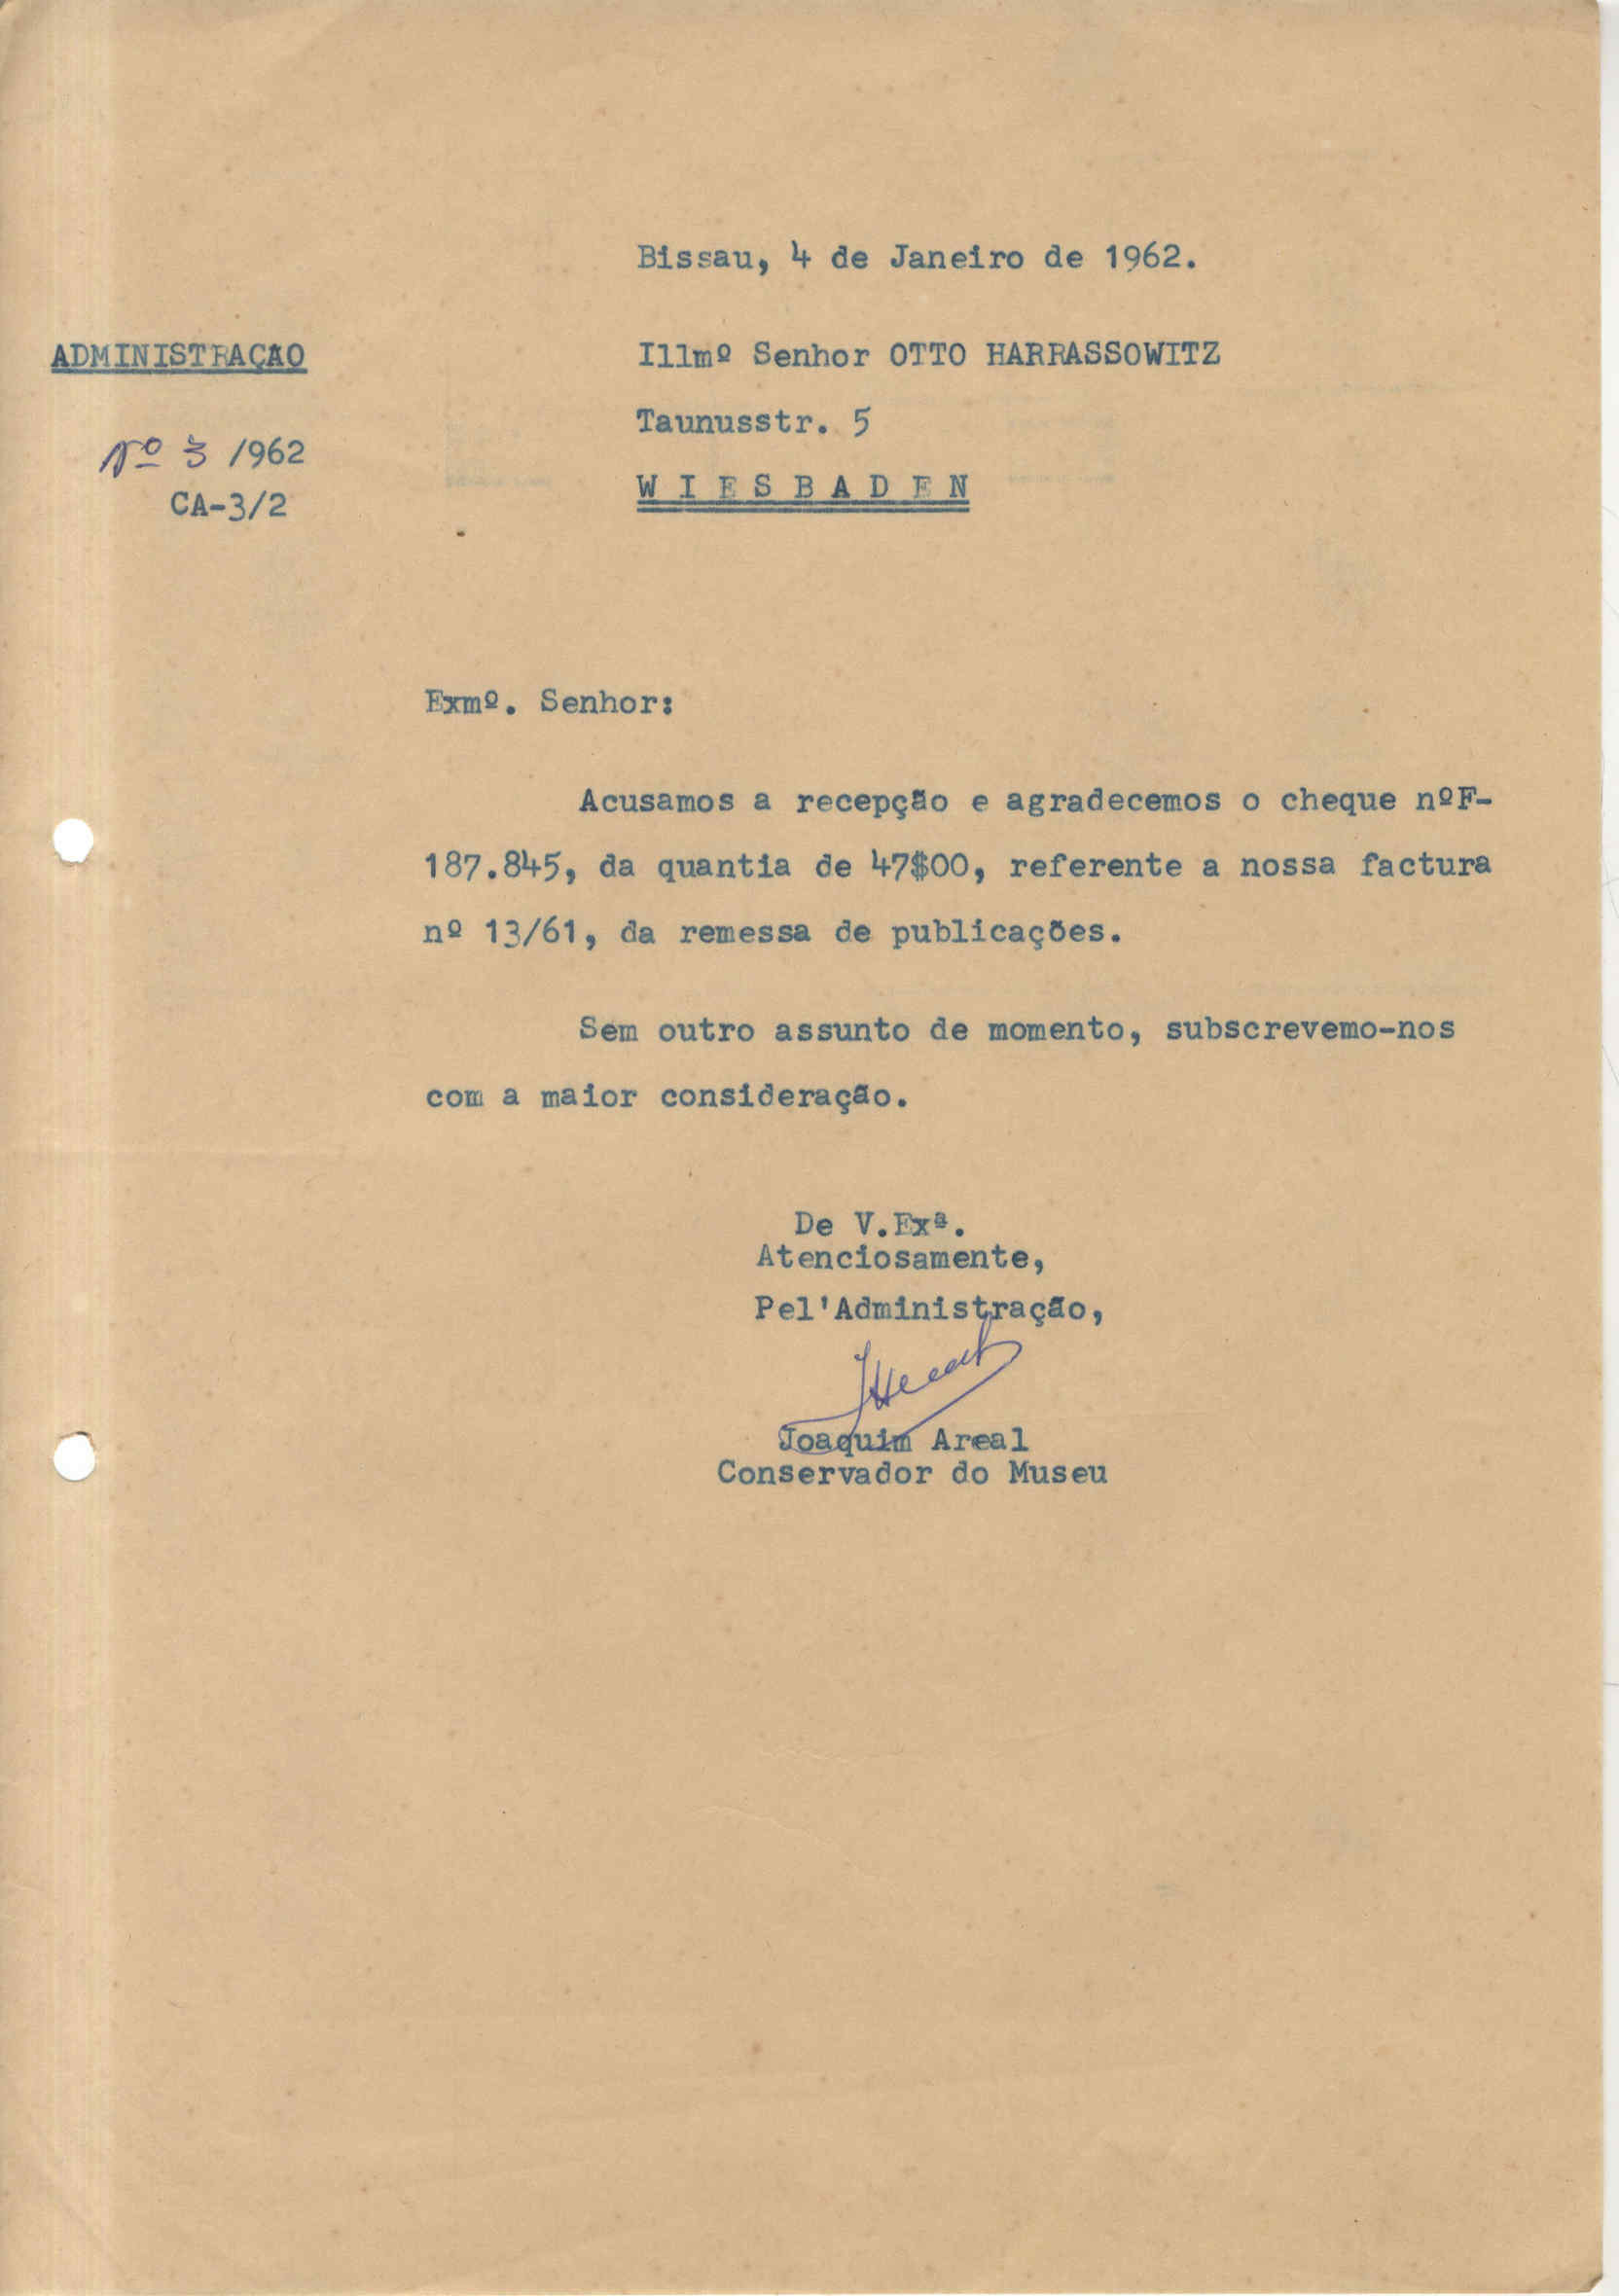 Bissau, 4 de Janeiro de 1962.
ADMINISTRAÇÃO
Illmº Senhor OTTO HARRASSOWITZ
Taunusstr. 5
Nº 3 /962
WIESBADEN
CA-3/2
Exmº. Senhor:
Acusamos a recepção e agradecemos o cheque nºF-
187.845, da quantia de 47$00, referente a nossa factura
nº 13/61, da remessa de publicações.
Sem outro assunto de momento, subscrevemo-nos
com a maior consideração.
De V.Exª.
Atenciosamente,
Pel'Administração,
Joaquim Areal
Conservador do Museu